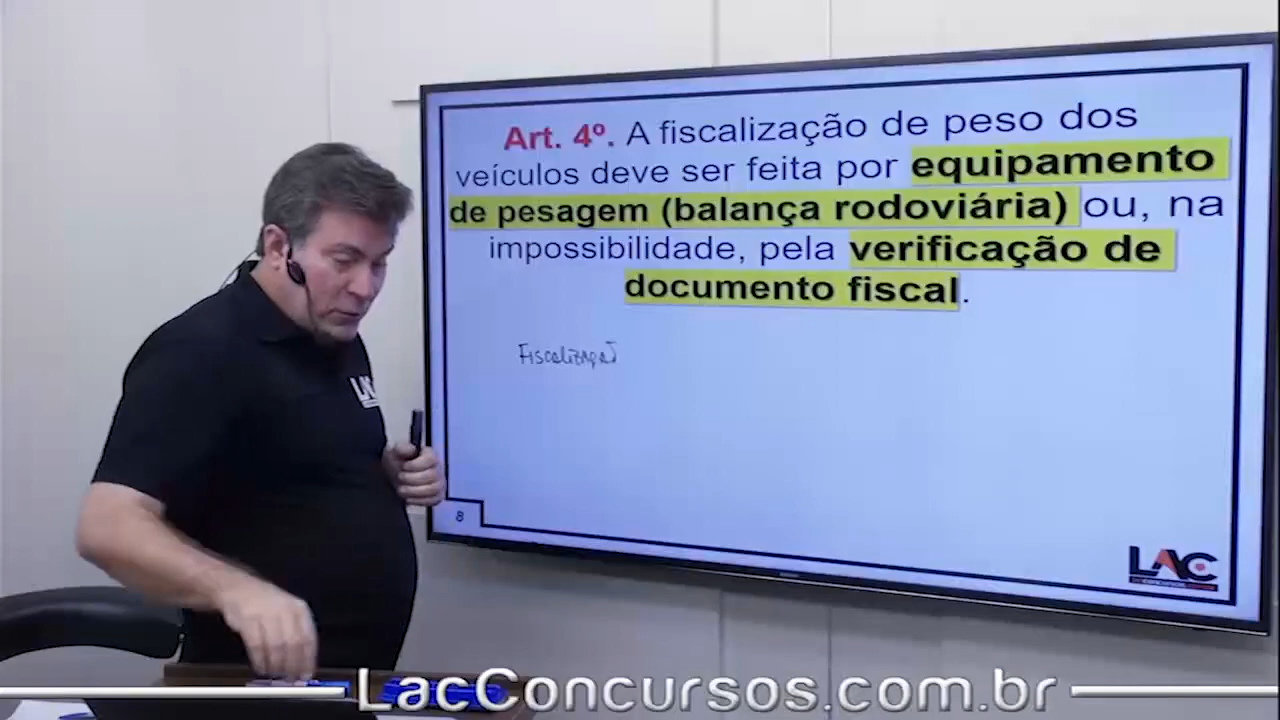 Art. 4º. A fiscalização de peso dos
veículos deve ser feita por equipamento
de pesagem (balança rodoviária) ou, na
impossibilidade, pela verificação de
documento fiscal.
LAC
8
LAC
LacConcursos.com.br